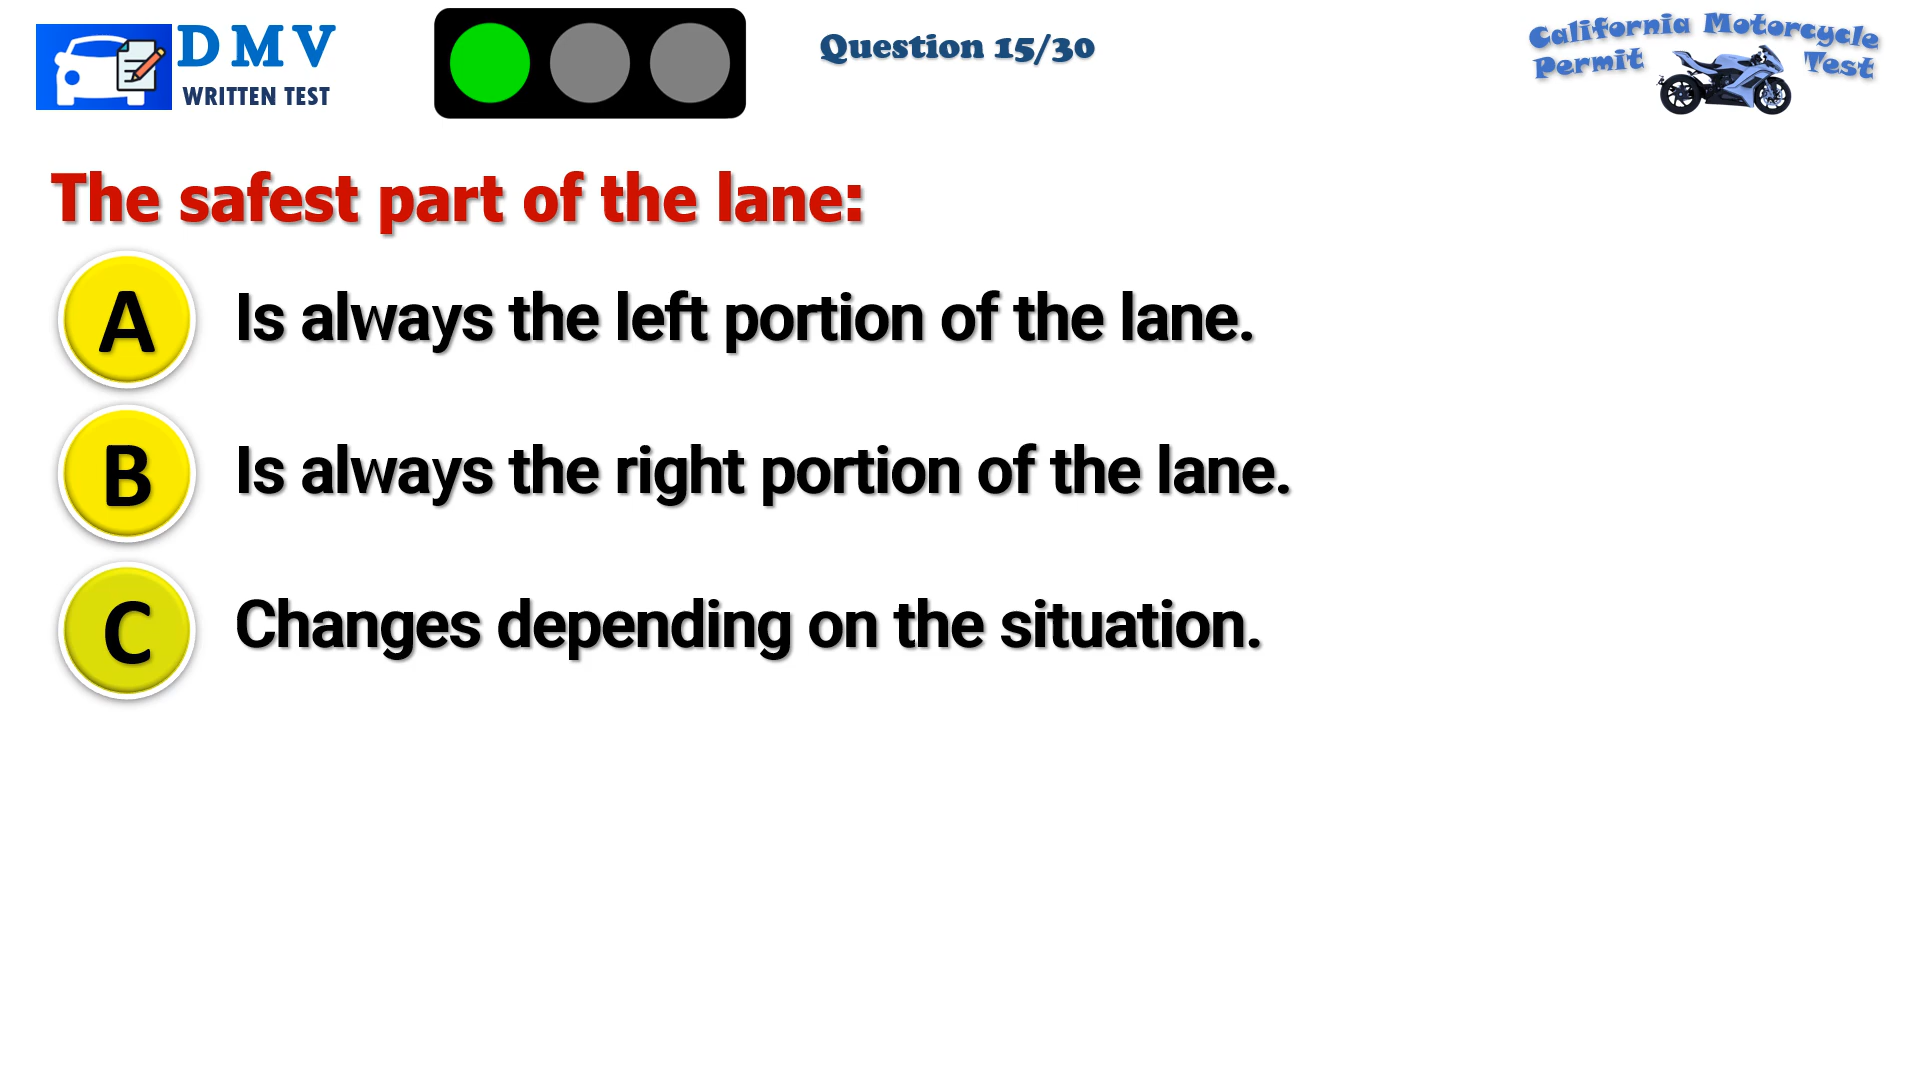 DMV
WRITTEN TEST
Question 15/30
California Motorcycle
Permit Test
The safest part of the lane:
A Is always the left portion of the lane.
B Is always the right portion of the lane.
C Changes depending on the situation.